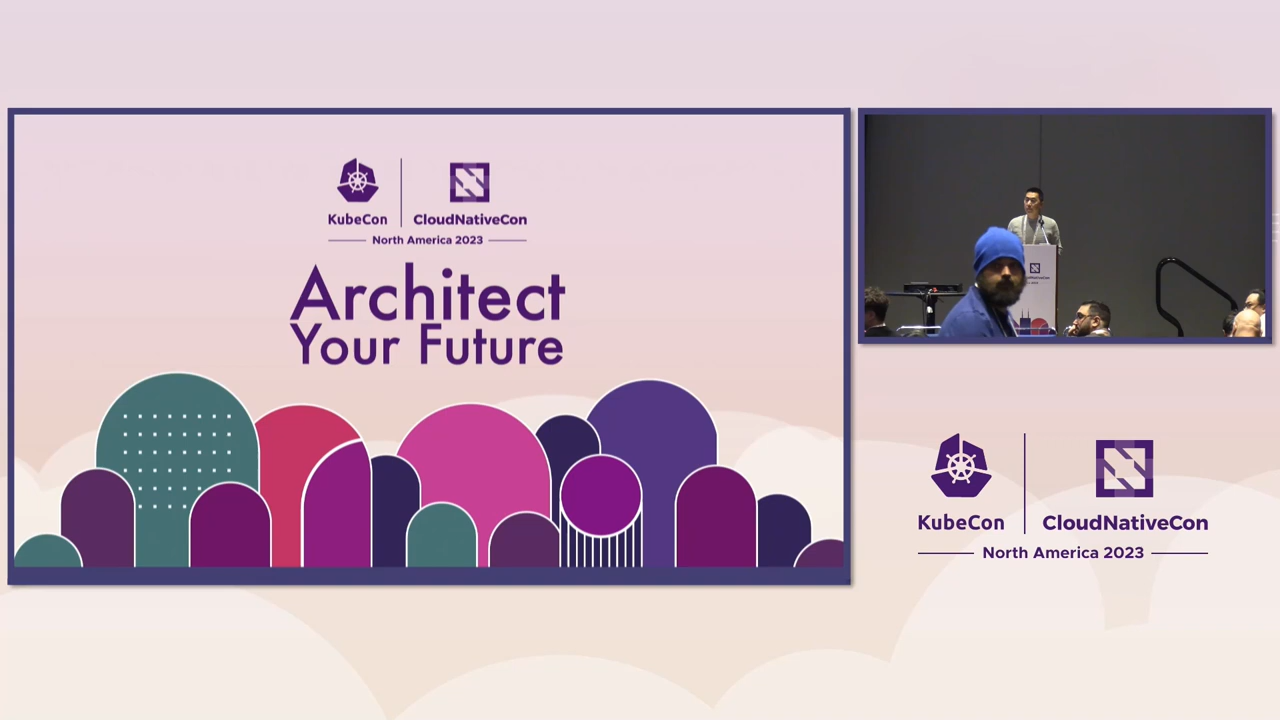 KubeCon
CloudNativeCon
North America 2023
Architect
Your Future
KubeCon
CloudNativeCon
North America 2023